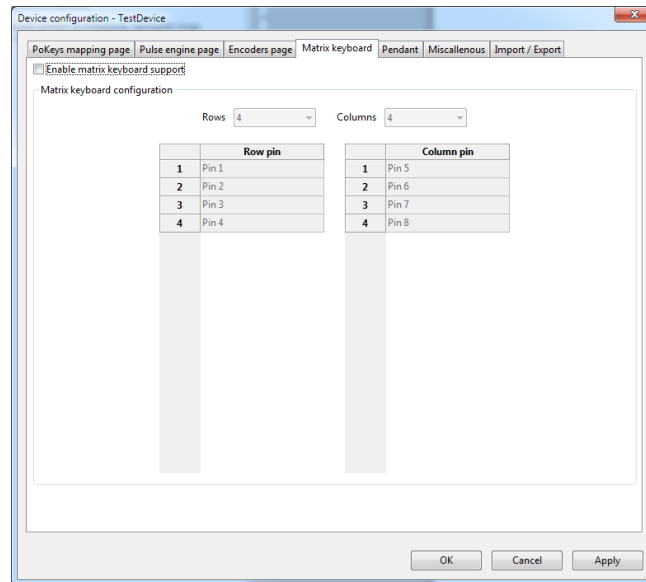 Device configuration - TestDevice
PoKeys mapping page Pulse engine page Encoders page Matrix keyboard Pendant Miscellenous Import / Export
Enable matrix keyboard support
Matrix keyboard configuration
Rows 4 Columns 4
Row pin Column pin
1 Pin 1 1 Pin 5
2 Pin 2 2 Pin 6
3 Pin 3 3 Pin 7
4 Pin 4 4 Pin 8
OK Cancel Apply